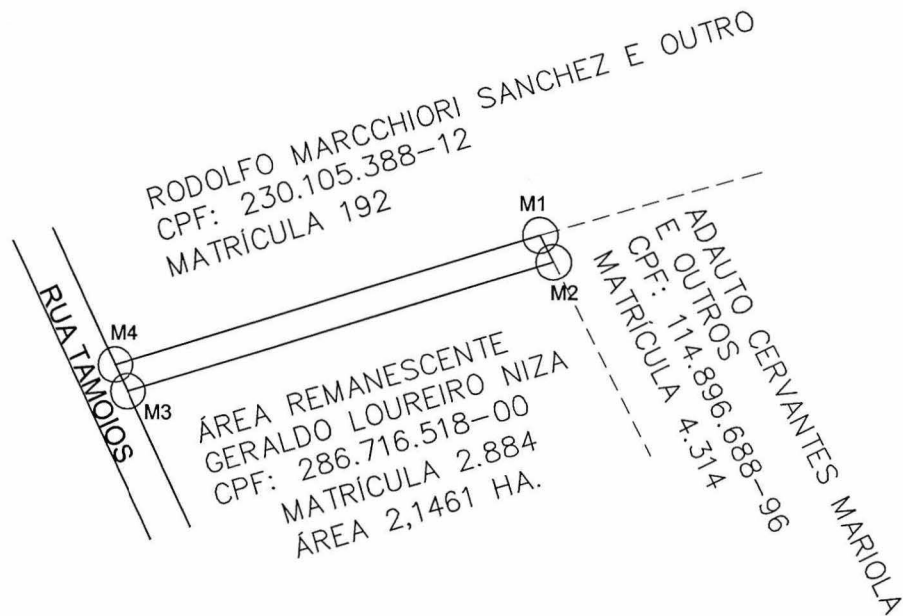 RODOLFO MARCCHIORI SANCHEZ E OUTRO
CPF: 230.105.388-12
MATRÍCULA 192
M1
M2
ADAUTO CERVANTES MARIOLA
E OUTROS
CPF: 114.896.688-96
MATRÍCULA 4.314
RUA TAMOIOS
M4
M3
ÁREA REMANESCENTE
GERALDO LOUREIRO NIZA
CPF: 286.716.518-00
MATRÍCULA 2.884
ÁREA 2,1461 HA.